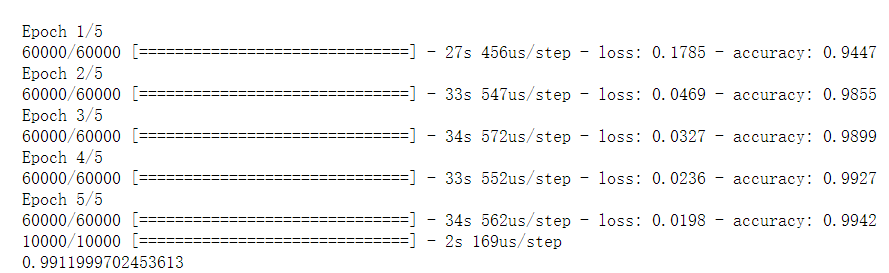 Epoch 1/5
60000/60000 [==============================] - 27s 456us/step - loss: 0.1785 - accuracy: 0.9447
Epoch 2/5
60000/60000 [==============================] - 33s 547us/step - loss: 0.0469 - accuracy: 0.9855
Epoch 3/5
60000/60000 [==============================] - 34s 572us/step - loss: 0.0327 - accuracy: 0.9899
Epoch 4/5
60000/60000 [==============================] - 33s 552us/step - loss: 0.0236 - accuracy: 0.9927
Epoch 5/5
60000/60000 [==============================] - 34s 562us/step - loss: 0.0198 - accuracy: 0.9942
10000/10000 [==============================] - 2s 169us/step
0.9911999702453613